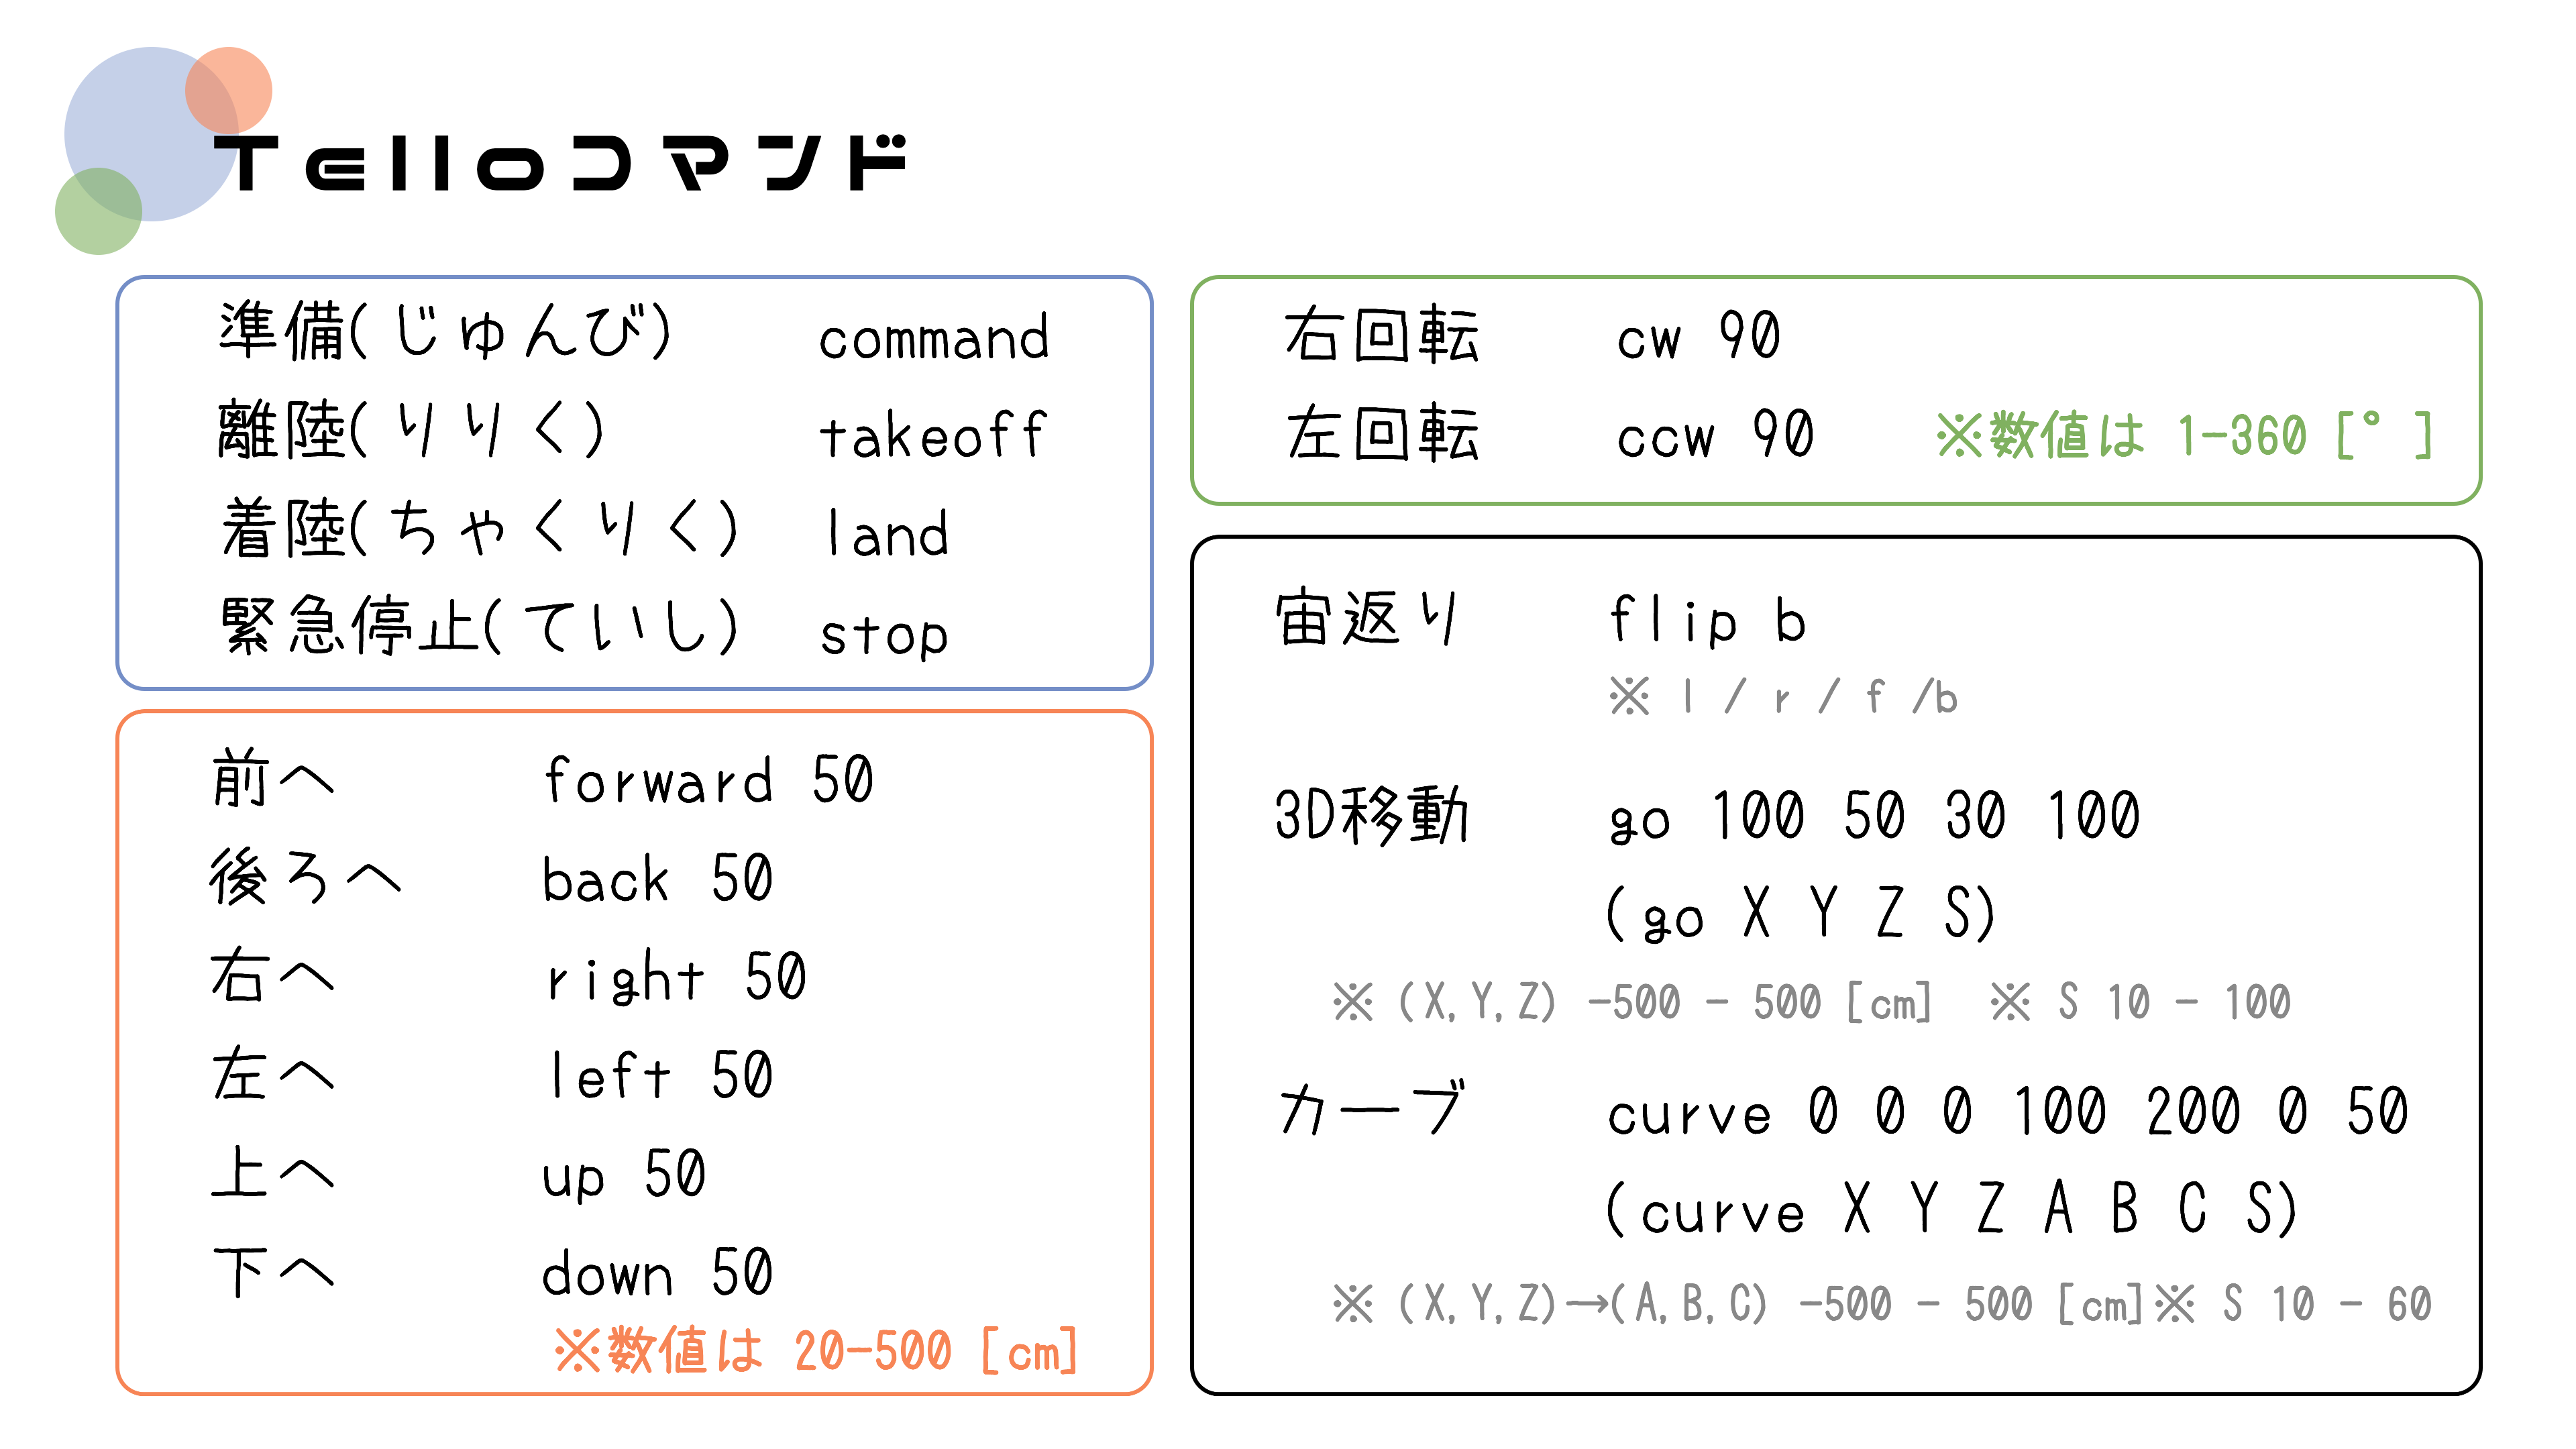 Telloコマンド
準備(じゅんび) command
離陸(りりく) takeoff
着陸(ちゃくりく) land
緊急停止(ていし) stop
前へ forward 50
後ろへ back 50
右へ right 50
左へ left 50
上へ up 50
下へ down 50
※数値は 20-500 [cm]
右回転 cw 90
左回転 ccw 90 ※数値は 1-360 [° ]
宙返り flip b
※ l / r / f /b
3D移動 go 100 50 30 100
(go X Y Z S)
※ (X,Y,Z) -500 - 500 [cm] ※ S 10 - 100
カーブ curve 0 0 0 100 200 0 50
(curve X Y Z A B C S)
※ (X,Y,Z)→(A,B,C) -500 - 500 [cm]※ S 10 - 60